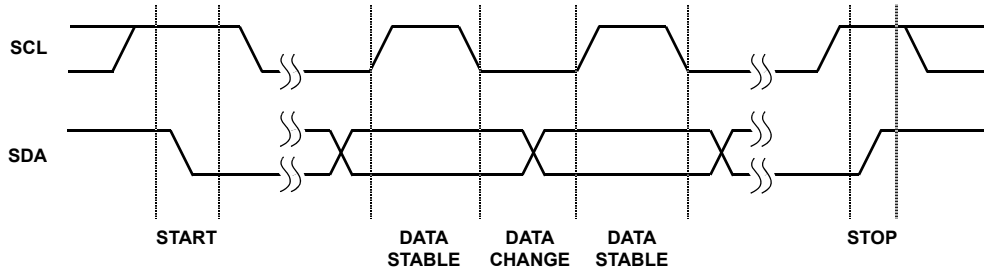 SCL
SDA
START
DATA
STABLE
DATA
CHANGE
DATA
STABLE
STOP